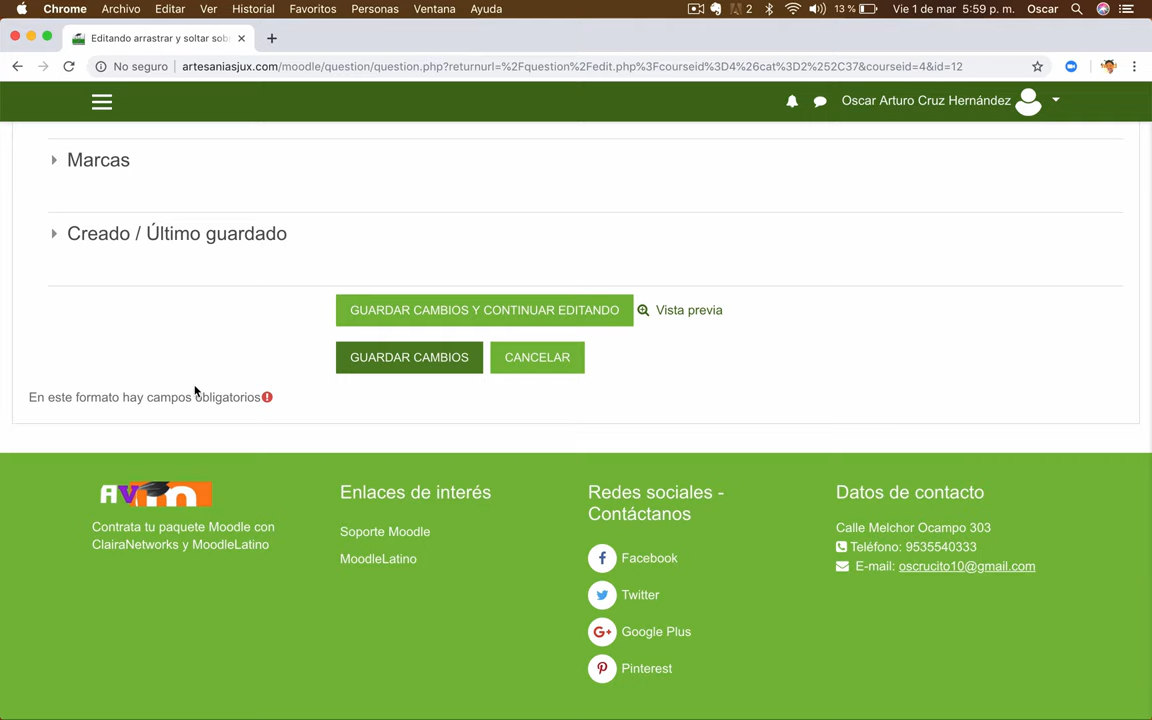 Chrome Archivo Editar Ver Historial Favoritos Personas Ventana Ayuda 2 13 % Vie 1 de mar 5:59 p. m. Oscar
Editando arrastrar y soltar sob
No seguro artesaniasjux.com/moodle/question/question.php?returnurl=%2Fquestion%2Fedit.php%3Fcourseid%3D4%26cat%3D2%252C37&courseid=4&id=12
Oscar Arturo Cruz Hernández
Marcas
Creado / Último guardado
GUARDAR CAMBIOS Y CONTINUAR EDITANDO Vista previa
GUARDAR CAMBIOS CANCELAR
En este formato hay campos obligatorios
AVIM
Contrata tu paquete Moodle con
ClairaNetworks y MoodleLatino
Enlaces de interés
Soporte Moodle
MoodleLatino
Redes sociales -
Contáctanos
Facebook
Twitter
Google Plus
Pinterest
Datos de contacto
Calle Melchor Ocampo 303
Teléfono: 9535540333
E-mail: oscrucito10@gmail.com